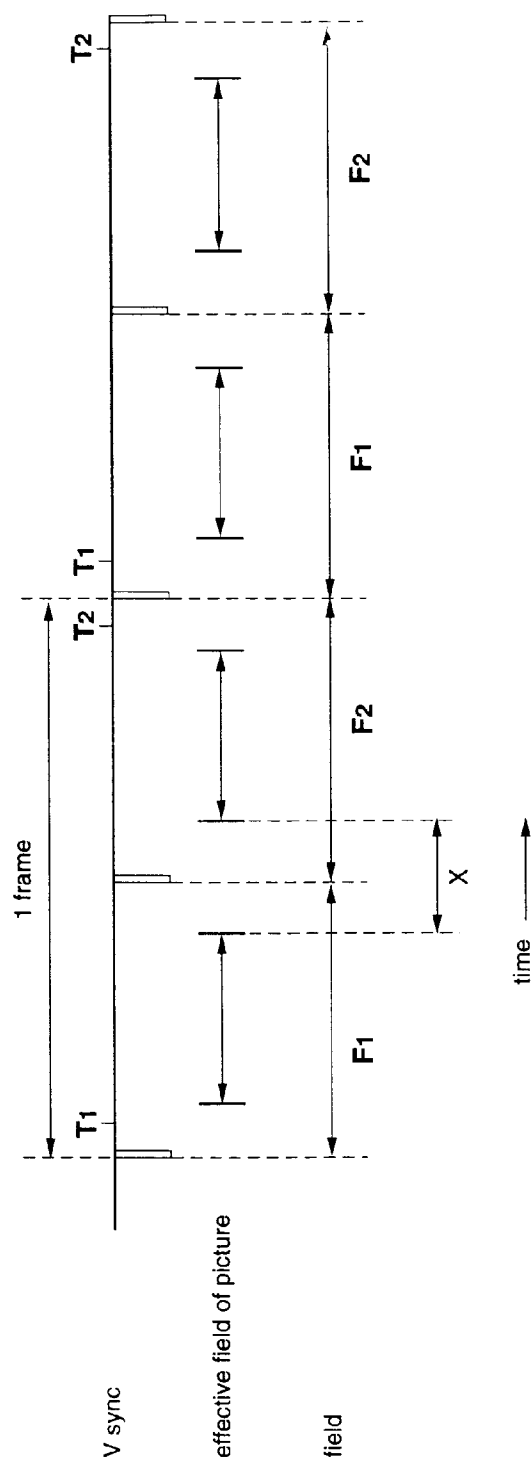 1 frame
V sync
T1
T2
T1
T2
effective field of picture
field
F1
F2
F1
F2
X
time